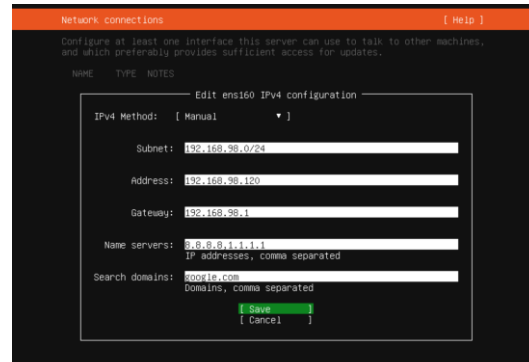 Network connections [ Help ]
Configure at least one interface this server can use to talk to other machines,
and which preferably provides sufficient access for updates.
NAME TYPE NOTES
Edit ens160 IPv4 configuration
IPv4 Method: [ Manual ▾ ]
Subnet: 192.168.98.0/24
Address: 192.168.98.120
Gateway: 192.168.98.1
Name servers: 8.8.8.8,1.1.1.1
IP addresses, comma separated
Search domains: google.com
Domains, comma separated
[ Save ]
[ Cancel ]